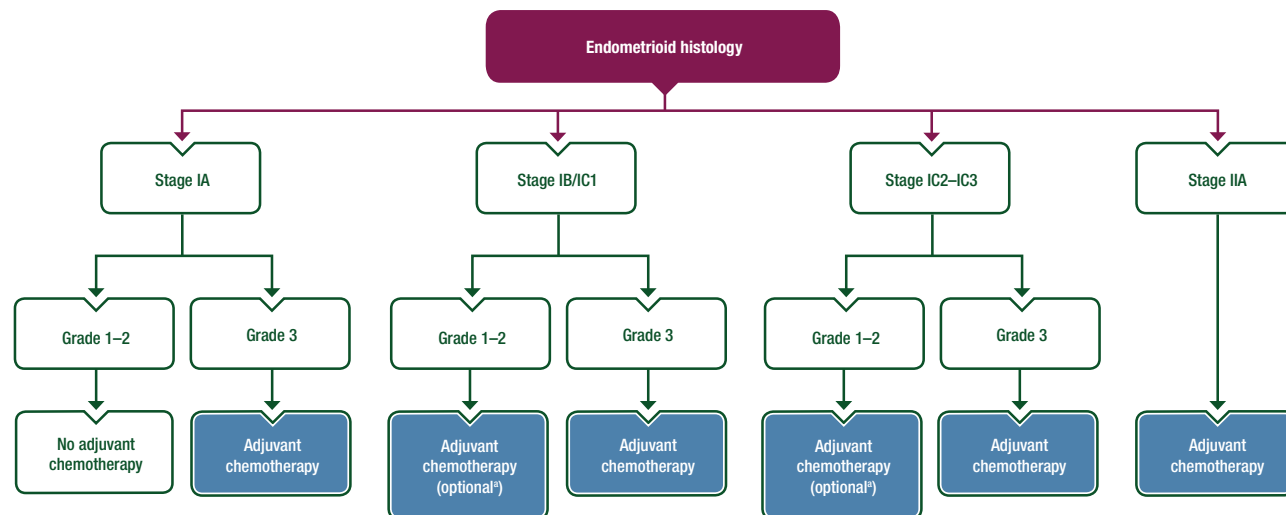 Endometrioid histology
Stage IA
Stage IB/IC1
Stage IC2–IC3
Stage IIA
Grade 1–2
Grade 3
Grade 1–2
Grade 3
Grade 1–2
Grade 3
No adjuvant
chemotherapy
Adjuvant
chemotherapy
Adjuvant
chemotherapy
(optionalᵃ)
Adjuvant
chemotherapy
Adjuvant
chemotherapy
(optionalᵃ)
Adjuvant
chemotherapy
Adjuvant
chemotherapy